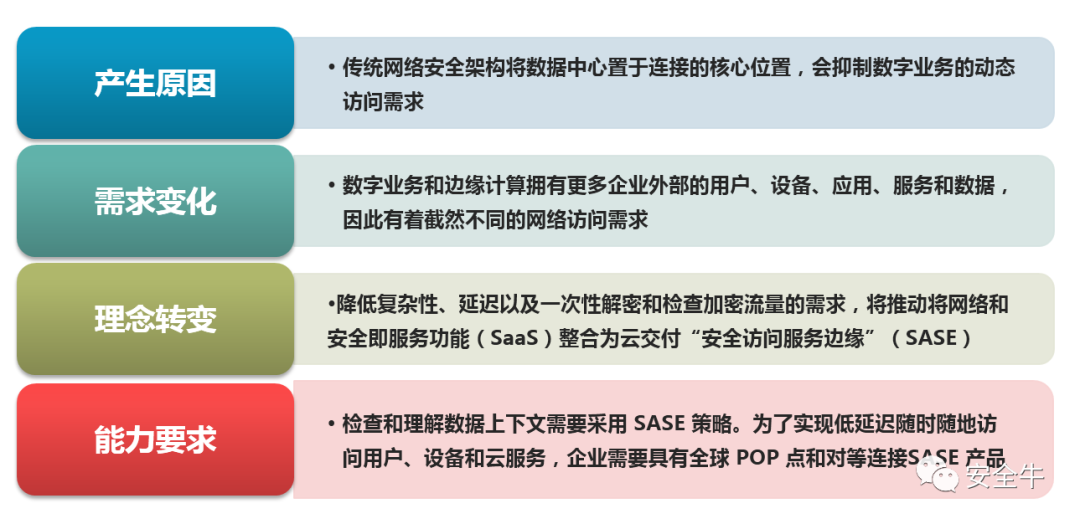 产生原因
• 传统网络安全架构将数据中心置于连接的核心位置，会抑制数字业务的动态
访问需求
需求变化
• 数字业务和边缘计算拥有更多企业外部的用户、设备、应用、服务和数据，
因此有着截然不同的网络访问需求
理念转变
•降低复杂性、延迟以及一次性解密和检查加密流量的需求，将推动将网络和
安全即服务功能（SaaS）整合为云交付“安全访问服务边缘”（SASE）
能力要求
• 检查和理解数据上下文需要采用 SASE 策略。为了实现低延迟随时随地访
问用户、设备和云服务，企业需要具有全球 POP 点和对等连接SASE 产品
安全牛